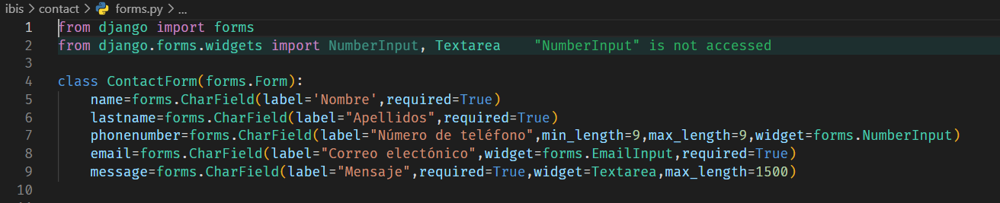 ibis > contact > forms.py > ...
1 from django import forms
2 from django.forms.widgets import NumberInput, Textarea "NumberInput" is not accessed
3
4 class ContactForm(forms.Form):
5 name=forms.CharField(label='Nombre',required=True)
6 lastname=forms.CharField(label="Apellidos",required=True)
7 phonenumber=forms.CharField(label="Número de teléfono",min_length=9,max_length=9,widget=forms.NumberInput)
8 email=forms.CharField(label="Correo electónico",widget=forms.EmailInput,required=True)
9 message=forms.CharField(label="Mensaje",required=True,widget=Textarea,max_length=1500)
10